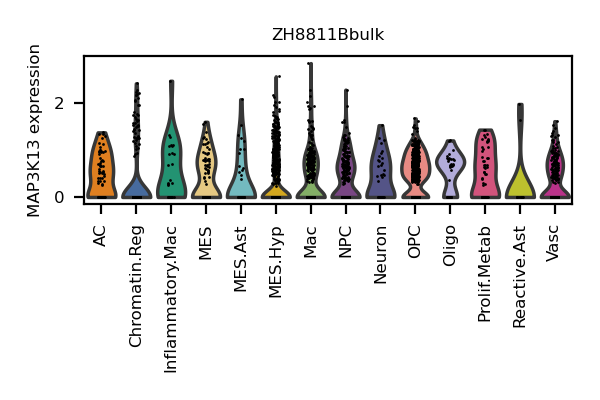 ZH8811Bbulk
MAP3K13 expression
2
0
AC
Chromatin.Reg
Inflammatory.Mac
MES
MES.Ast
MES.Hyp
Mac
NPC
Neuron
OPC
Oligo
Prolif.Metab
Reactive.Ast
Vasc